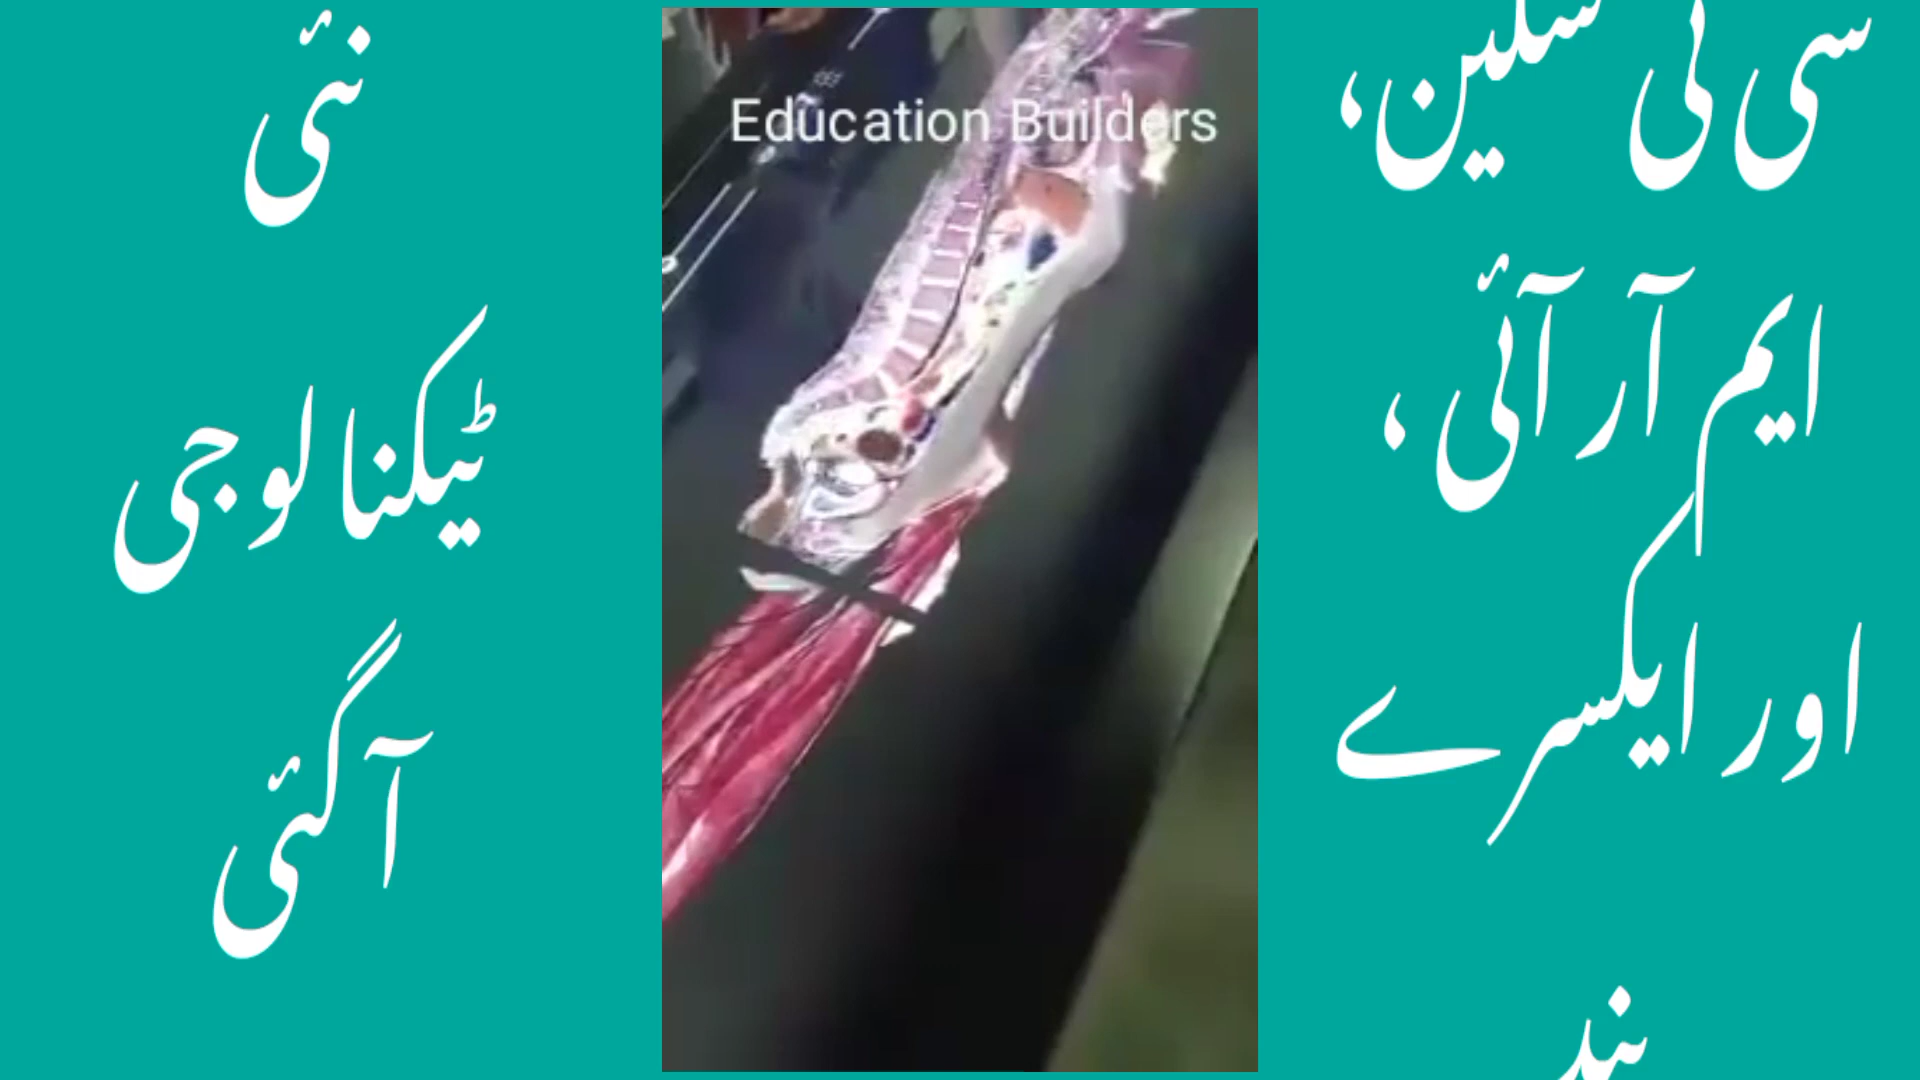 سی ٹی سکین،
ایم آر آئی ،
اور ایکسرے
بند
Education Builders
نئی
ٹیکنالوجی
آگئی